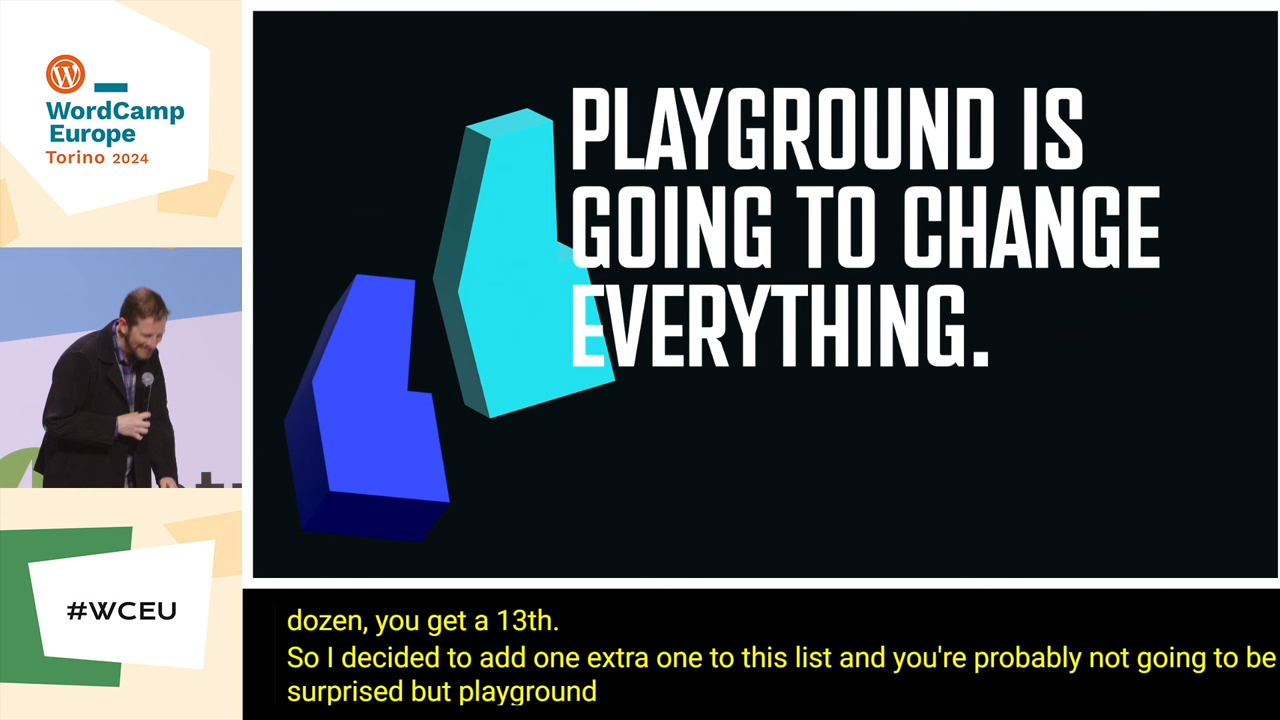 WordCamp
Europe
Torino 2024
PLAYGROUND IS
GOING TO CHANGE
EVERYTHING.
#WCEU
dozen, you get a 13th.
So I decided to add one extra one to this list and you're probably not going to be
surprised but playground